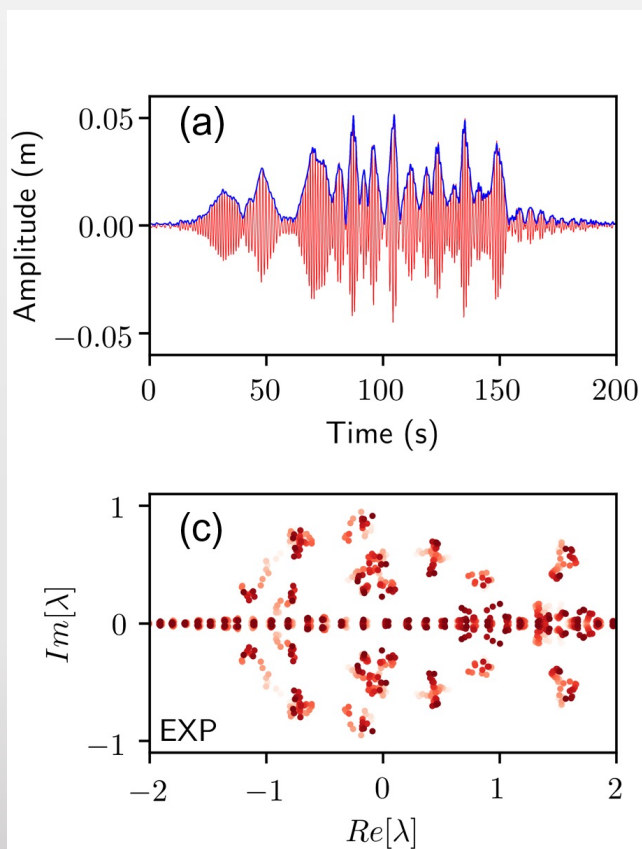 (a)
Amplitude (m)
0.05
0.00
−0.05
0 50 100 150 200
Time (s)
(c)
Im[λ]
1
0
−1
EXP
−2 −1 0 1 2
Re[λ]